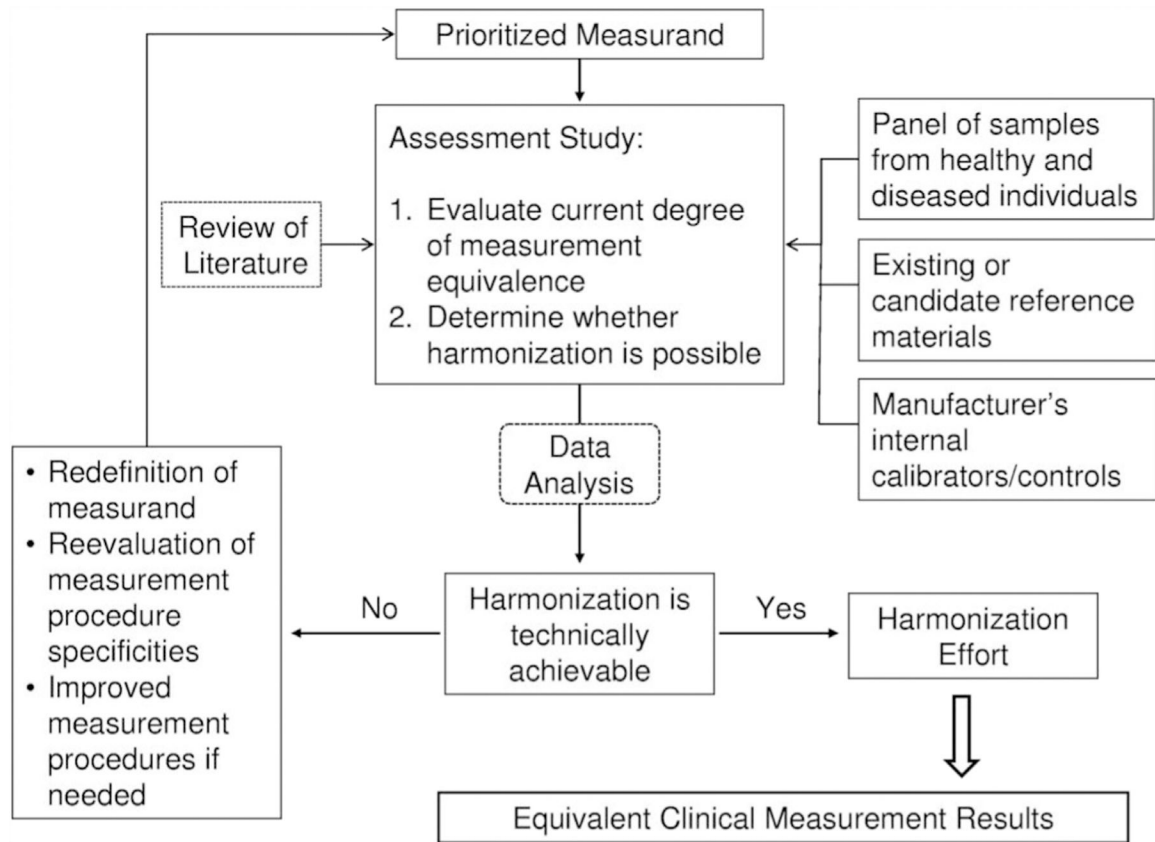 Prioritized Measurand
Assessment Study:
1. Evaluate current degree
of measurement
equivalence
2. Determine whether
harmonization is possible
Review of
Literature
Panel of samples
from healthy and
diseased individuals
Existing or
candidate reference
materials
Manufacturer's
internal
calibrators/controls
Data
Analysis
Harmonization is
technically
achievable
No
Yes
• Redefinition of
measurand
• Reevaluation of
measurement
procedure
specificities
• Improved
measurement
procedures if
needed
Harmonization
Effort
Equivalent Clinical Measurement Results